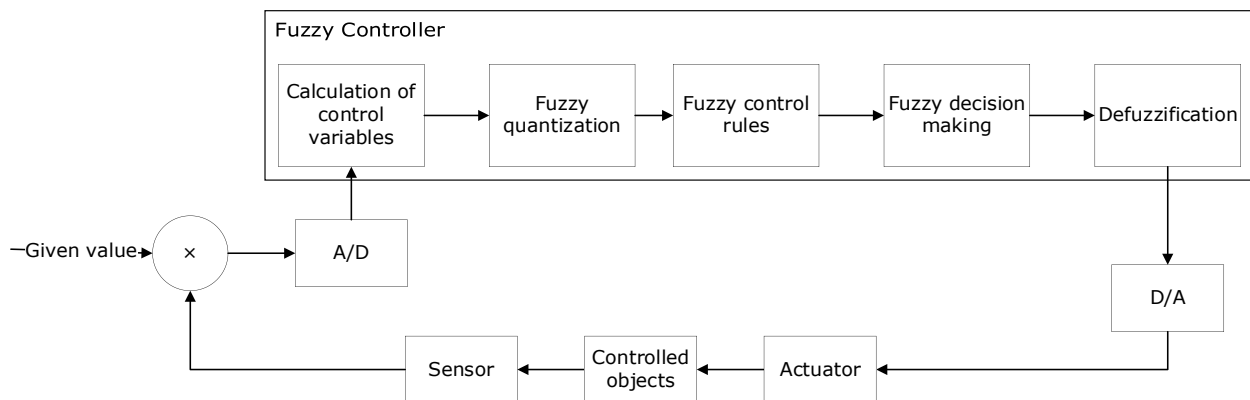 Fuzzy Controller
Calculation of
control
variables
Fuzzy
quantization
Fuzzy control
rules
Fuzzy decision
making
Defuzzification
Given value
×
A/D
D/A
Sensor
Controlled
objects
Actuator